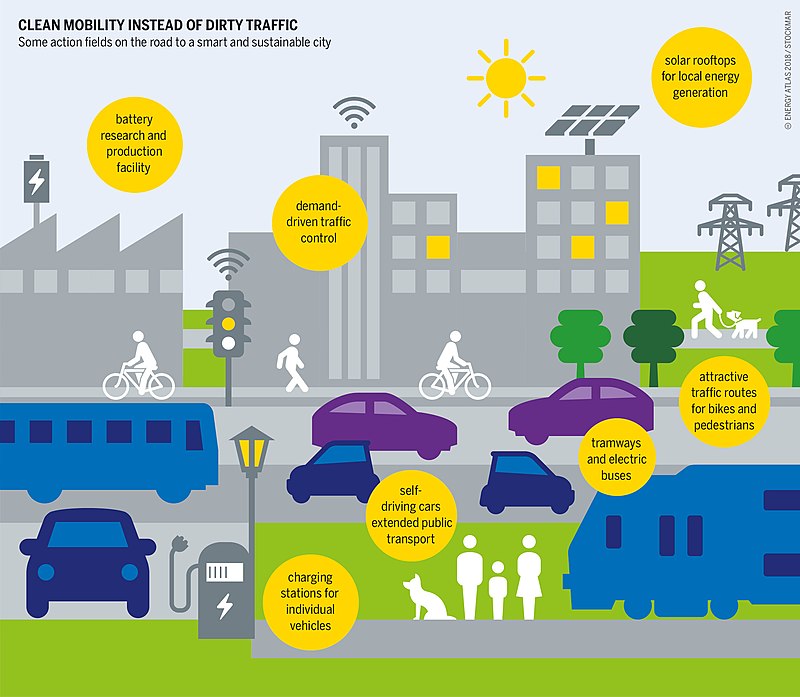 CLEAN MOBILITY INSTEAD OF DIRTY TRAFFIC
Some action fields on the road to a smart and sustainable city
© ENERGY ATLAS 2018 / STOCKMAR
solar rooftops
for local energy
generation
battery
research and
production
facility
demand-
driven traffic
control
attractive
traffic routes
for bikes and
pedestrians
tramways
and electric
buses
self-
driving cars
extended public
transport
charging
stations for
individual
vehicles